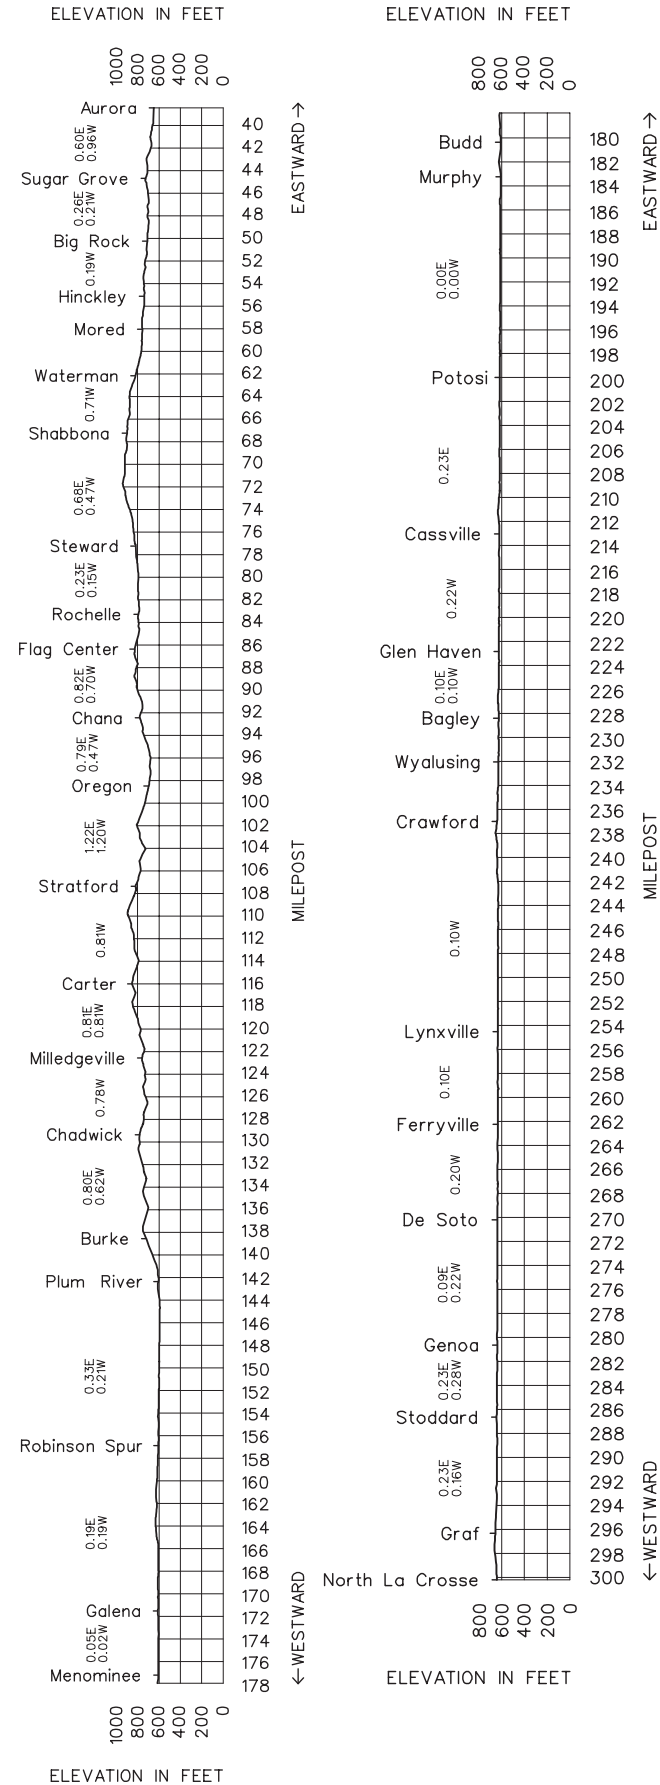 ELEVATION IN FEET
1000 800 600 400 200 0
Aurora
40
0.60E
0.96W
42
44
Sugar Grove
46
0.26E
0.21W
48
50
Big Rock
52
0.19W
54
Hinckley
56
Mored
58
60
Waterman
62
64
0.71W
66
Shabbona
68
70
72
0.68E
0.47W
74
76
Steward
78
80
0.23E
0.15W
82
Rochelle
84
Flag Center
86
88
0.82E
0.70W
90
Chana
92
94
0.79E
0.47W
96
98
Oregon
100
102
1.22E
1.20W
104
106
Stratford
108
110
0.81W
112
114
Carter
116
118
0.81E
0.81W
120
122
Milledgeville
124
0.78W
126
128
Chadwick
130
132
0.80E
0.62W
134
136
138
Burke
140
Plum River
142
144
146
148
150
0.33E
0.21W
152
154
156
Robinson Spur
158
160
162
164
0.19E
0.19W
166
168
170
Galena
172
174
0.05E
0.02W
176
Menominee
178
EASTWARD →
MILEPOST
← WESTWARD
1000 800 600 400 200 0
ELEVATION IN FEET
ELEVATION IN FEET
800 600 400 200 0
180
Budd
182
Murphy
184
186
188
190
0.00E
0.00W
192
194
196
198
Potosi
200
202
204
206
0.23E
208
210
212
Cassville
214
216
0.22W
218
220
222
Glen Haven
224
0.10E
0.10W
226
Bagley
228
230
Wyalusing
232
234
236
Crawford
238
240
242
244
0.10W
246
248
250
252
Lynxville
254
256
0.10E
258
260
Ferryville
262
264
0.20W
266
268
De Soto
270
272
274
0.09E
0.22W
276
278
280
Genoa
282
0.23E
0.28W
284
286
Stoddard
288
290
0.23E
0.16W
292
294
Graf
296
298
North La Crosse
300
EASTWARD →
MILEPOST
← WESTWARD
800 600 400 200 0
ELEVATION IN FEET